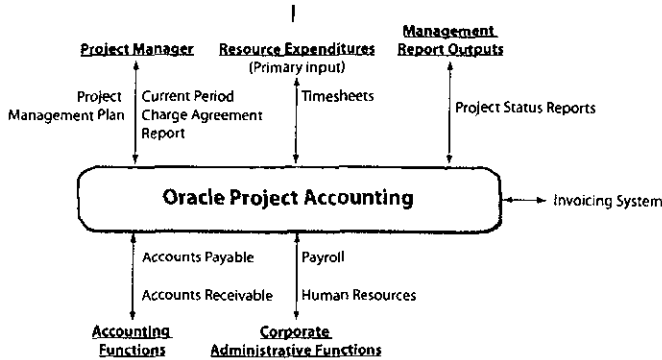 Management
Project Manager
Resource Expenditures
Report Outputs
(Primary input)
Project
Management Plan
Current Period
Charge Agreement
Report
Timesheets
Project Status Reports
Oracle Project Accounting
Invoicing System
Accounts Payable
Payroll
Accounts Receivable
Human Resources
Accounting
Functions
Corporate
Administrative Functions